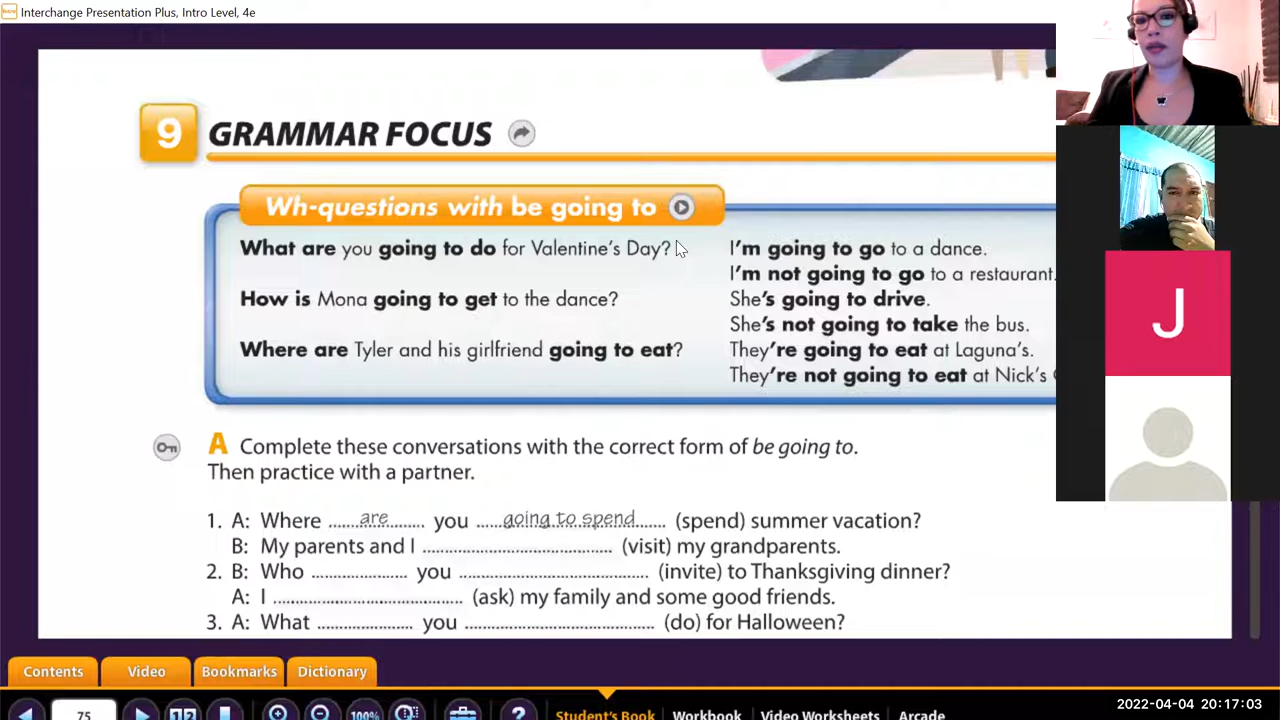 Interchange Presentation Plus, Intro Level, 4e
9 GRAMMAR FOCUS
Wh-questions with be going to
What are you going to do for Valentine's Day?
I'm going to go to a dance.
I'm not going to go to a restaurant.
How is Mona going to get to the dance?
She's going to drive.
She's not going to take the bus.
Where are Tyler and his girlfriend going to eat?
They're going to eat at Laguna's.
They're not going to eat at Nick's
A Complete these conversations with the correct form of be going to.
Then practice with a partner.
1. A: Where ....are.... you ....going to spend.... (spend) summer vacation?
B: My parents and I .................... (visit) my grandparents.
2. B: Who .......... you .................... (invite) to Thanksgiving dinner?
A: I .................... (ask) my family and some good friends.
3. A: What .......... you .................... (do) for Halloween?
J
Contents Video Bookmarks Dictionary
75 1 2 100% ? Student's Book Workbook Video Worksheets Arcade
2022-04-04 20:17:03